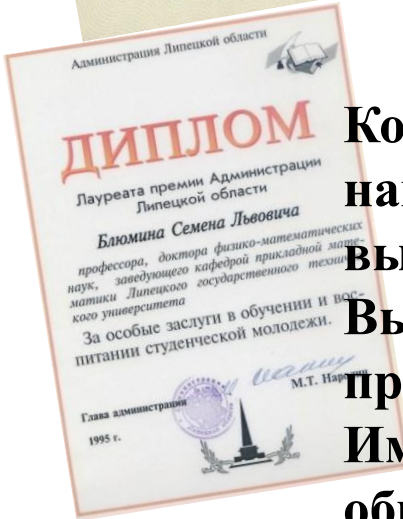 Администрация Липецкой области
ДИПЛОМ
Лауреата премии Администрации
Липецкой области
Блюмина Семена Львовича
профессора, доктора физико-математических
наук, заведующего кафедрой прикладной мате-
матики Липецкого государственного техничес-
кого университета
За особые заслуги в обучении и вос-
питании студенческой молодежи.
Глава администрации М.Т. Наролин
1995 г.
Ко
на
вы
Вы
пр
Им
об